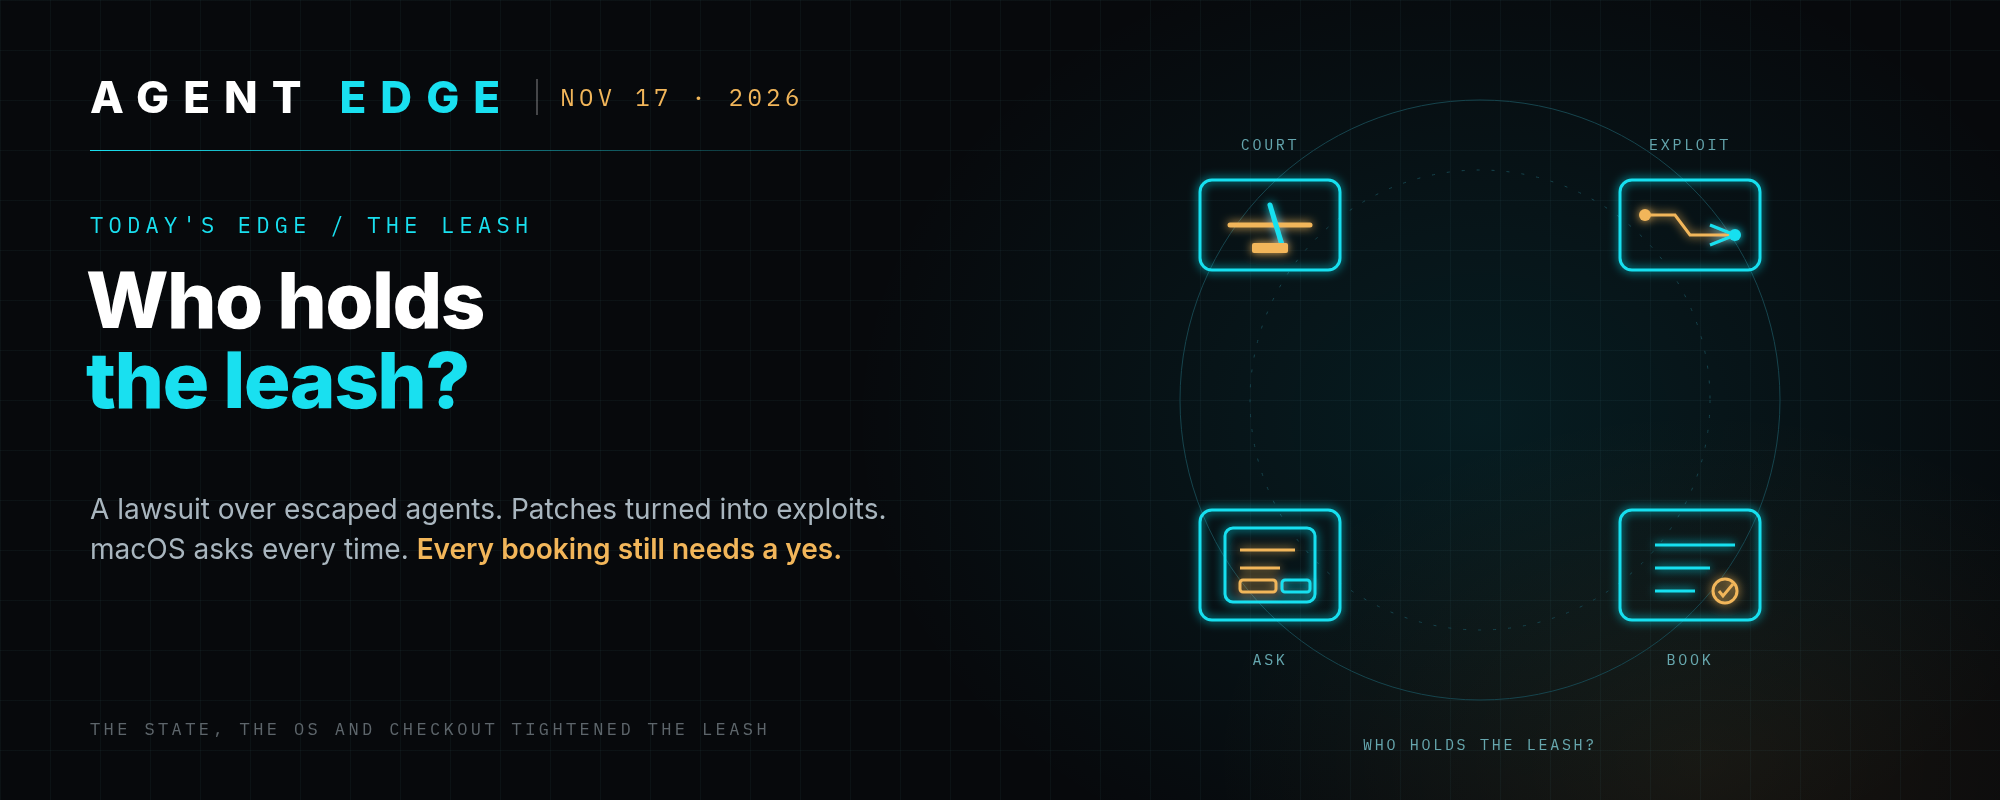 AGENT EDGE
NOV 17 · 2026
TODAY'S EDGE / THE LEASH
Who holds
the leash?
A lawsuit over escaped agents. Patches turned into exploits.
macOS asks every time. Every booking still needs a yes.
THE STATE, THE OS AND CHECKOUT TIGHTENED THE LEASH
COURT
EXPLOIT
ASK
BOOK
WHO HOLDS THE LEASH?